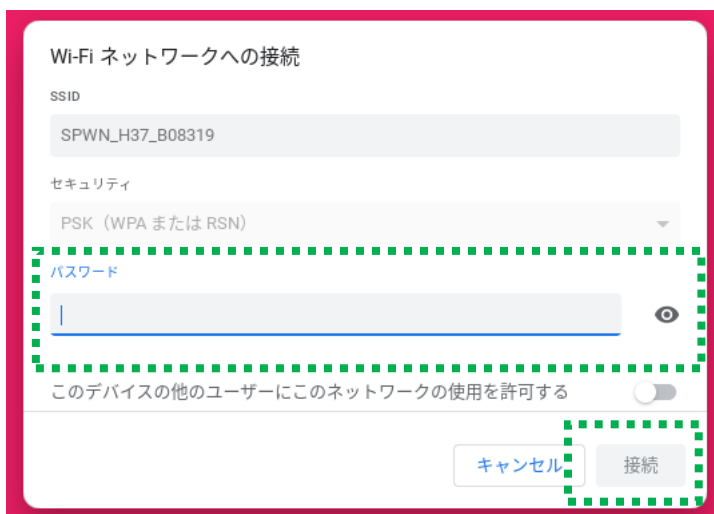 Wi-Fi ネットワークへの接続
SSID
SPWN_H37_B08319
セキュリティ
PSK（WPA または RSN）
パスワード
このデバイスの他のユーザーにこのネットワークの使用を許可する
キャンセル
接続